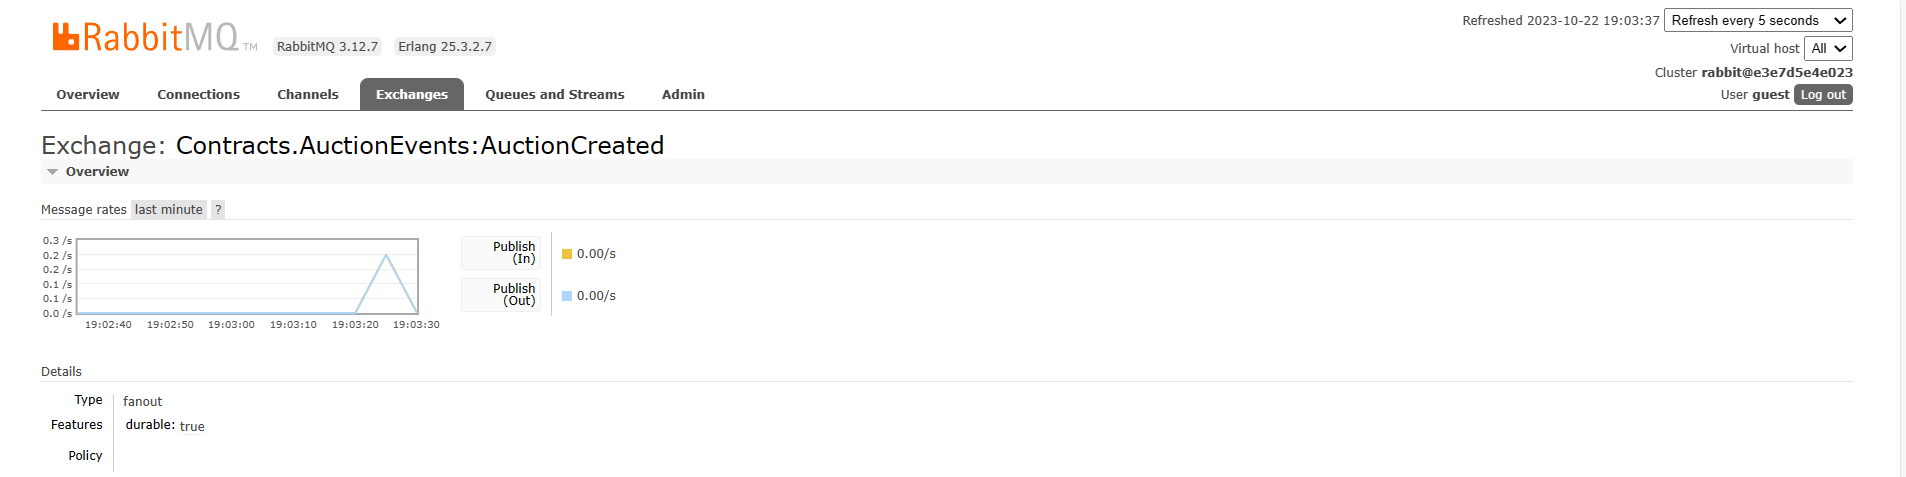 RabbitMQ TM RabbitMQ 3.12.7 Erlang 25.3.2.7
Refreshed 2023-10-22 19:03:37 Refresh every 5 seconds
Virtual host All
Cluster rabbit@e3e7d5e4e023
User guest Log out
Overview Connections Channels Exchanges Queues and Streams Admin
Exchange: Contracts.AuctionEvents:AuctionCreated
Overview
Message rates last minute ?
0.3 /s
0.2 /s
0.2 /s
0.1 /s
0.1 /s
0.0 /s
19:02:40 19:02:50 19:03:00 19:03:10 19:03:20 19:03:30
Publish
(In)
0.00/s
Publish
(Out)
0.00/s
Details
Type fanout
Features durable: true
Policy